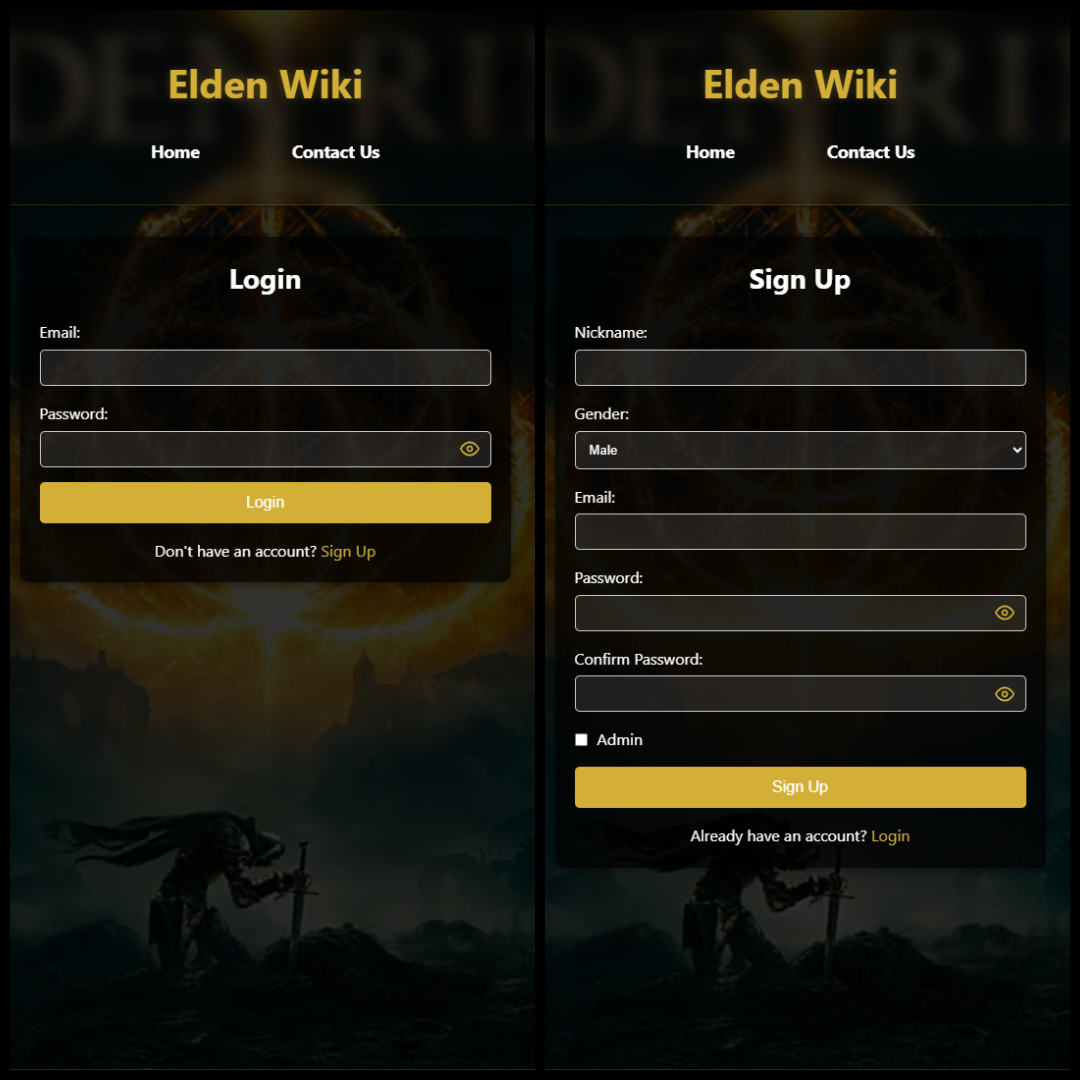 Elden Wiki
Home Contact Us
Login
Email:
Password:
Login
Don't have an account? Sign Up
Elden Wiki
Home Contact Us
Sign Up
Nickname:
Gender:
Male
Email:
Password:
Confirm Password:
Admin
Sign Up
Already have an account? Login